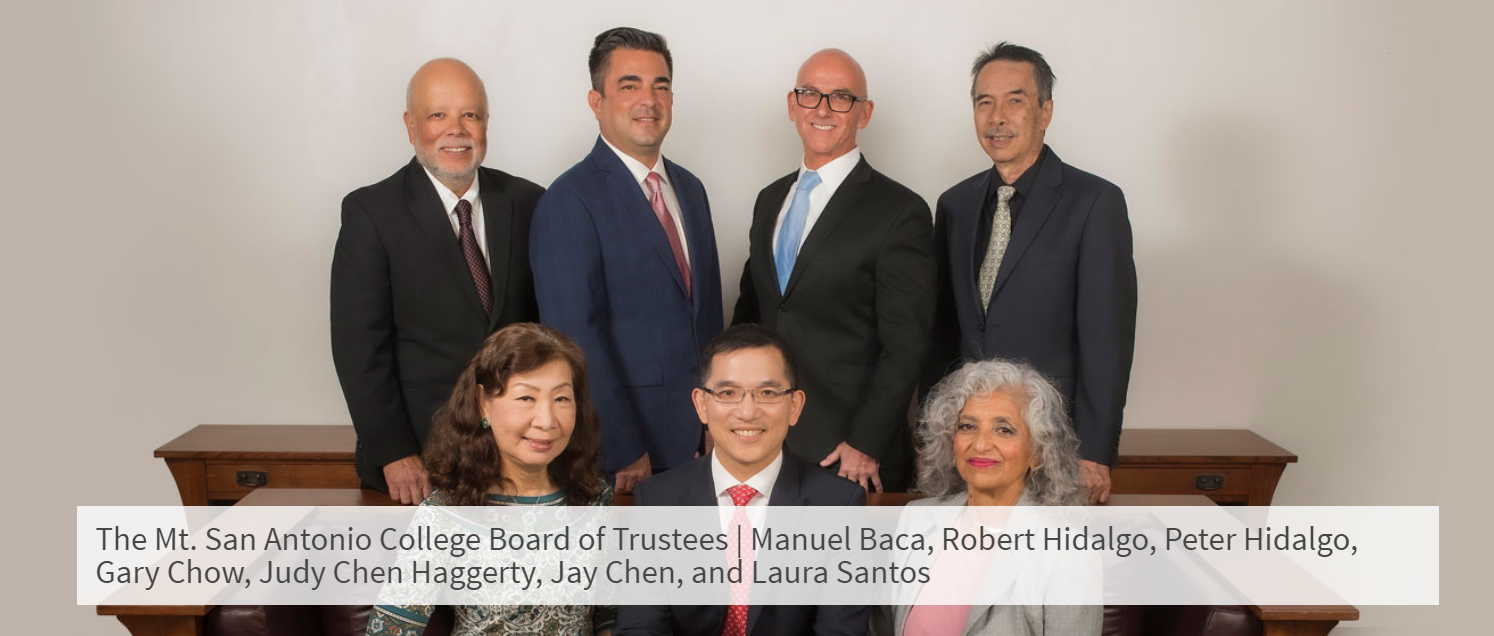 The Mt. San Antonio College Board of Trustees | Manuel Baca, Robert Hidalgo, Peter Hidalgo,
Gary Chow, Judy Chen Haggerty, Jay Chen, and Laura Santos